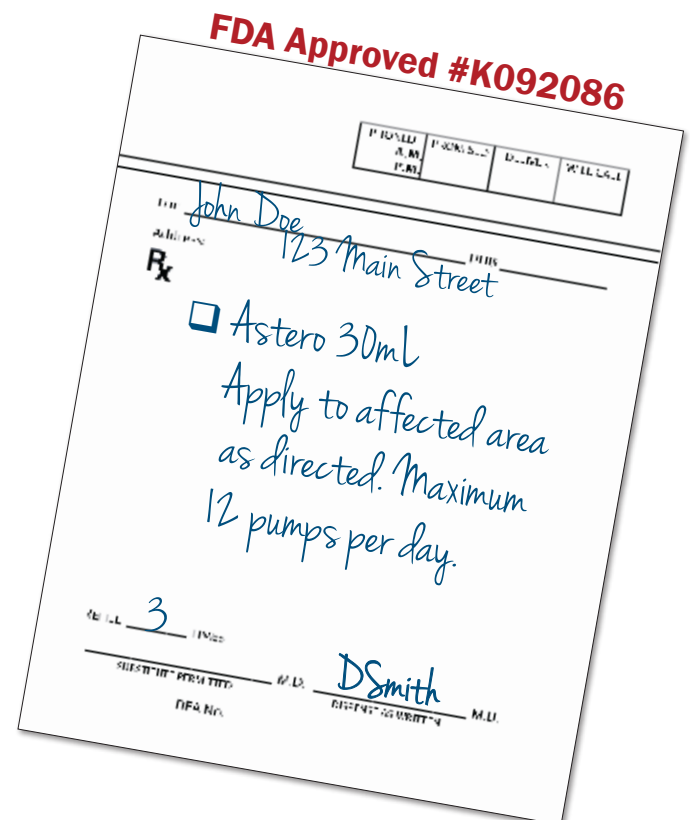 FDA Approved #K092086
John Doe
123 Main Street
Rx
❑ Astero 30mL
Apply to affected area
as directed. Maximum
12 pumps per day.
3
M.D.
DSmith
M.D.
DEA No.